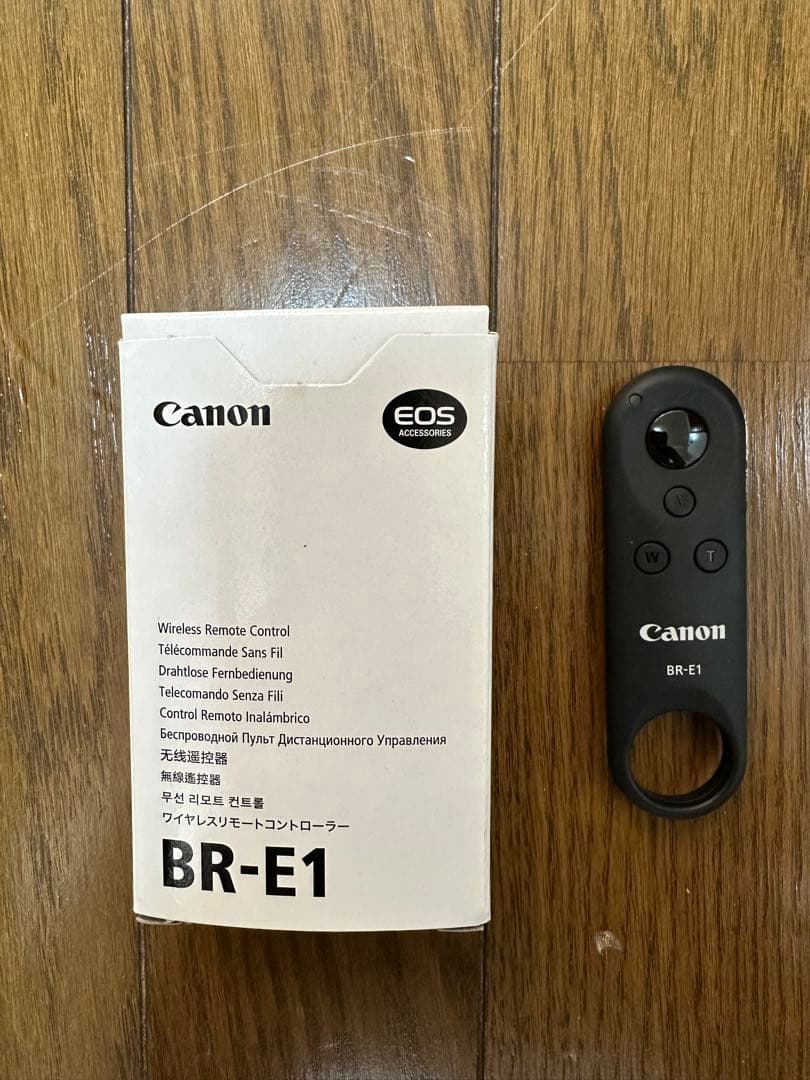 Canon
EOS
ACCESSORIES
Wireless Remote Control
Télécommande Sans Fil
Drahtlose Fernbedienung
Telecomando Senza Fili
Control Remoto Inalámbrico
Беспроводной Пульт Дистанционного Управления
无线遥控器
無線遙控器
무선 리모트 컨트롤
ワイヤレスリモートコントローラー
BR-E1
W
T
Canon
BR-E1